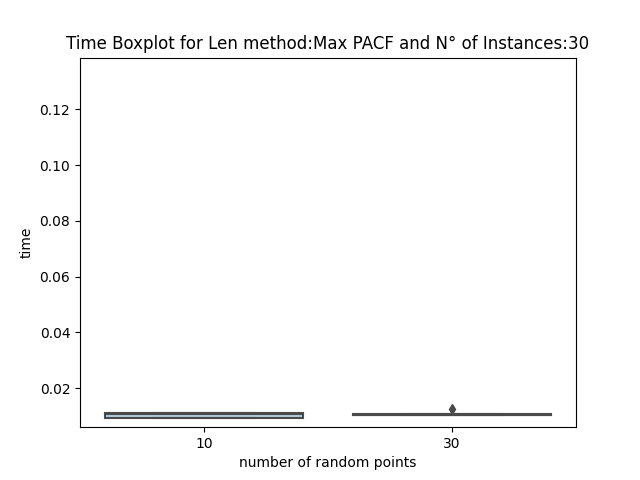 Time Boxplot for Len method:Max PACF and N° of Instances:30
0.12
0.10
0.08
0.06
0.04
0.02
time
10 30
number of random points